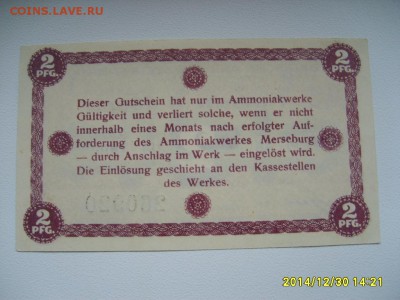 COINS.LAVE.RU
2 PFG. 2 PFG.
Dieser Gutschein hat nur im Ammoniakwerke
Gültigkeit und verliert solche, wenn er nicht
innerhalb eines Monats nach erfolgter Auf-
forderung des Ammoniakwerkes Merseburg
— durch Anschlag im Werk — eingelöst wird.
Die Einlösung geschieht an den Kassestellen
des Werkes.
2 PFG. 2 PFG.
2014/12/30 14:21